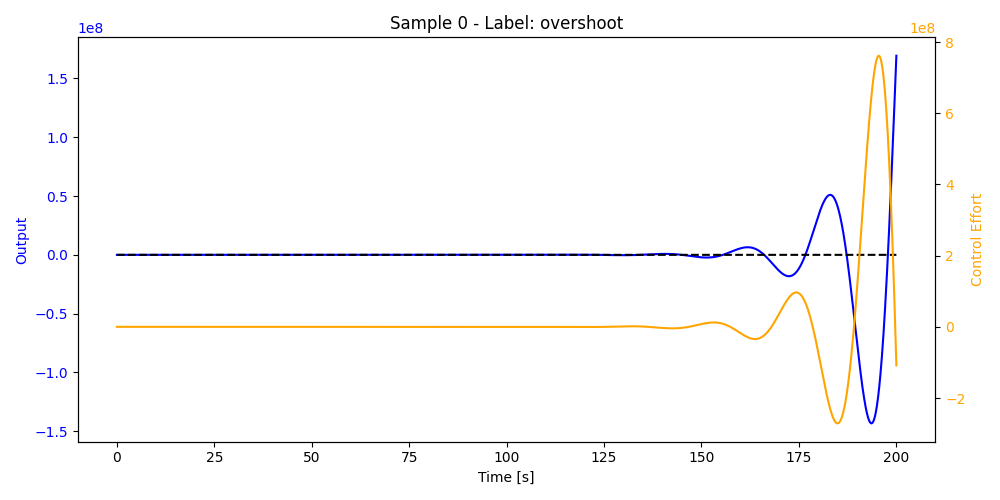 Sample 0 - Label: overshoot
1e8
1e8
1.5
1.0
0.5
0.0
−0.5
−1.0
−1.5
Output
8
6
4
2
0
−2
Control Effort
0 25 50 75 100 125 150 175 200
Time [s]